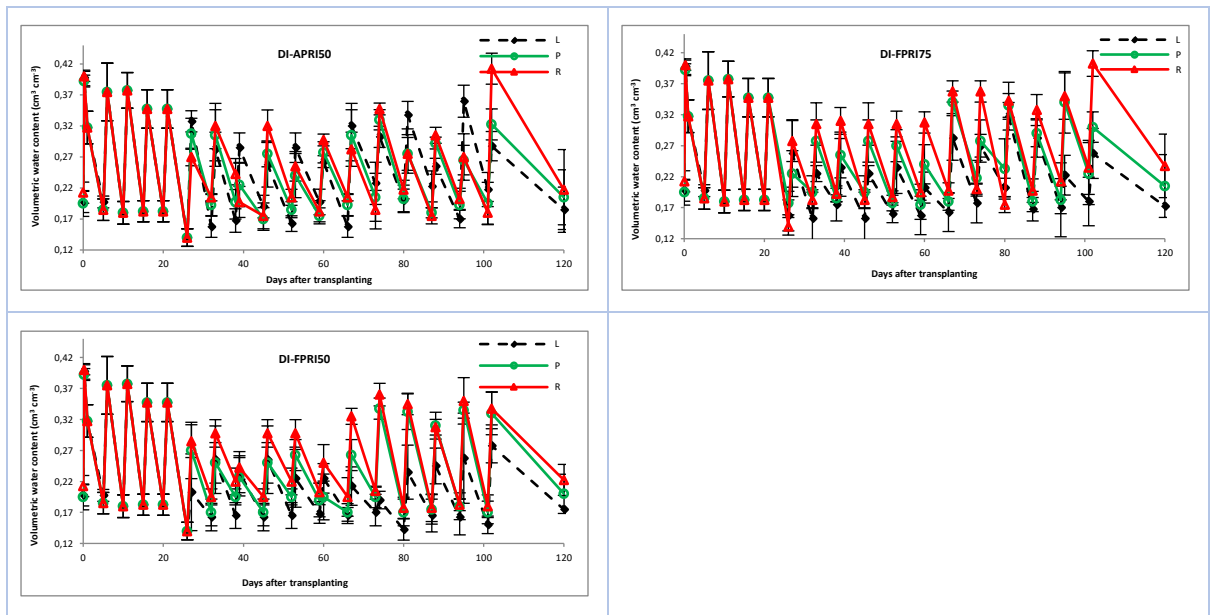 DI-APRI50
L
P
R
Volumetric water content (cm³ cm⁻³)
0,42
0,37
0,32
0,27
0,22
0,17
0,12
0 20 40 60 80 100 120
Days after transplanting
DI-FPRI75
L
P
R
Volumetric water content (cm³ cm⁻³)
0,42
0,37
0,32
0,27
0,22
0,17
0,12
0 20 40 60 80 100 120
Days after transplanting
DI-FPRI50
L
P
R
Volumetric water content (cm³ cm⁻³)
0,42
0,37
0,32
0,27
0,22
0,17
0,12
0 20 40 60 80 100 120
Days after transplanting